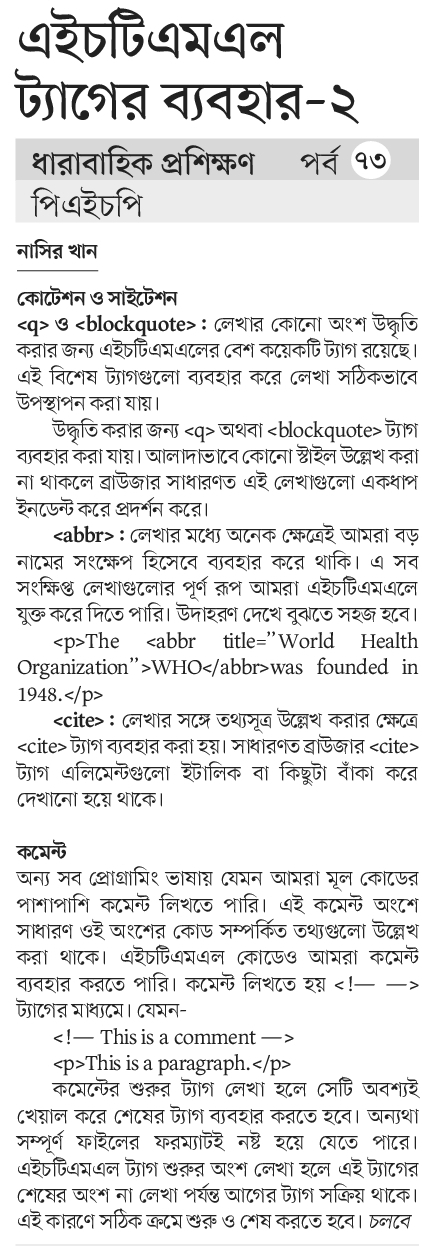 এইচটিএমএল
ট্যাগের ব্যবহার-২
ধারাবাহিক প্রশিক্ষণ পর্ব ৭৩
পিএইচপি
নাসির খান
কোটেশন ও সাইটেশন
<q> ও <blockquote> : লেখার কোনো অংশ উদ্ধৃতি
করার জন্য এইচটিএমএলের বেশ কয়েকটি ট্যাগ রয়েছে।
এই বিশেষ ট্যাগগুলো ব্যবহার করে লেখা সঠিকভাবে
উপস্থাপন করা যায়।
উদ্ধৃতি করার জন্য <q> অথবা <blockquote> ট্যাগ
ব্যবহার করা যায়। আলাদাভাবে কোনো স্টাইল উল্লেখ করা
না থাকলে ব্রাউজার সাধারণত এই লেখাগুলো একধাপ
ইনডেন্ট করে প্রদর্শন করে।
<abbr> : লেখার মধ্যে অনেক ক্ষেত্রেই আমরা বড়
নামের সংক্ষেপ হিসেবে ব্যবহার করে থাকি। এ সব
সংক্ষিপ্ত লেখাগুলোর পূর্ণ রূপ আমরা এইচটিএমএলে
যুক্ত করে দিতে পারি। উদাহরণ দেখে বুঝতে সহজ হবে।
<p>The <abbr title=”World Health
Organization”>WHO</abbr>was founded in
1948.</p>
<cite> : লেখার সঙ্গে তথ্যসূত্র উল্লেখ করার ক্ষেত্রে
<cite> ট্যাগ ব্যবহার করা হয়। সাধারণত ব্রাউজার <cite>
ট্যাগ এলিমেন্টগুলো ইটালিক বা কিছুটা বাঁকা করে
দেখানো হয়ে থাকে।
কমেন্ট
অন্য সব প্রোগ্রামিং ভাষায় যেমন আমরা মূল কোডের
পাশাপাশি কমেন্ট লিখতে পারি। এই কমেন্ট অংশে
সাধারণ ওই অংশের কোড সম্পর্কিত তথ্যগুলো উল্লেখ
করা থাকে। এইচটিএমএল কোডেও আমরা কমেন্ট
ব্যবহার করতে পারি। কমেন্ট লিখতে হয় <!— —>
ট্যাগের মাধ্যমে। যেমন-
<!— This is a comment —>
<p>This is a paragraph.</p>
কমেন্টের শুরুর ট্যাগ লেখা হলে সেটি অবশ্যই
খেয়াল করে শেষের ট্যাগ ব্যবহার করতে হবে। অন্যথা
সম্পূর্ণ ফাইলের ফরম্যাটই নষ্ট হয়ে যেতে পারে।
এইচটিএমএল ট্যাগ শুরুর অংশ লেখা হলে এই ট্যাগের
শেষের অংশ না লেখা পর্যন্ত আগের ট্যাগ সক্রিয় থাকে।
এই কারণে সঠিক ক্রমে শুরু ও শেষ করতে হবে। চলবে